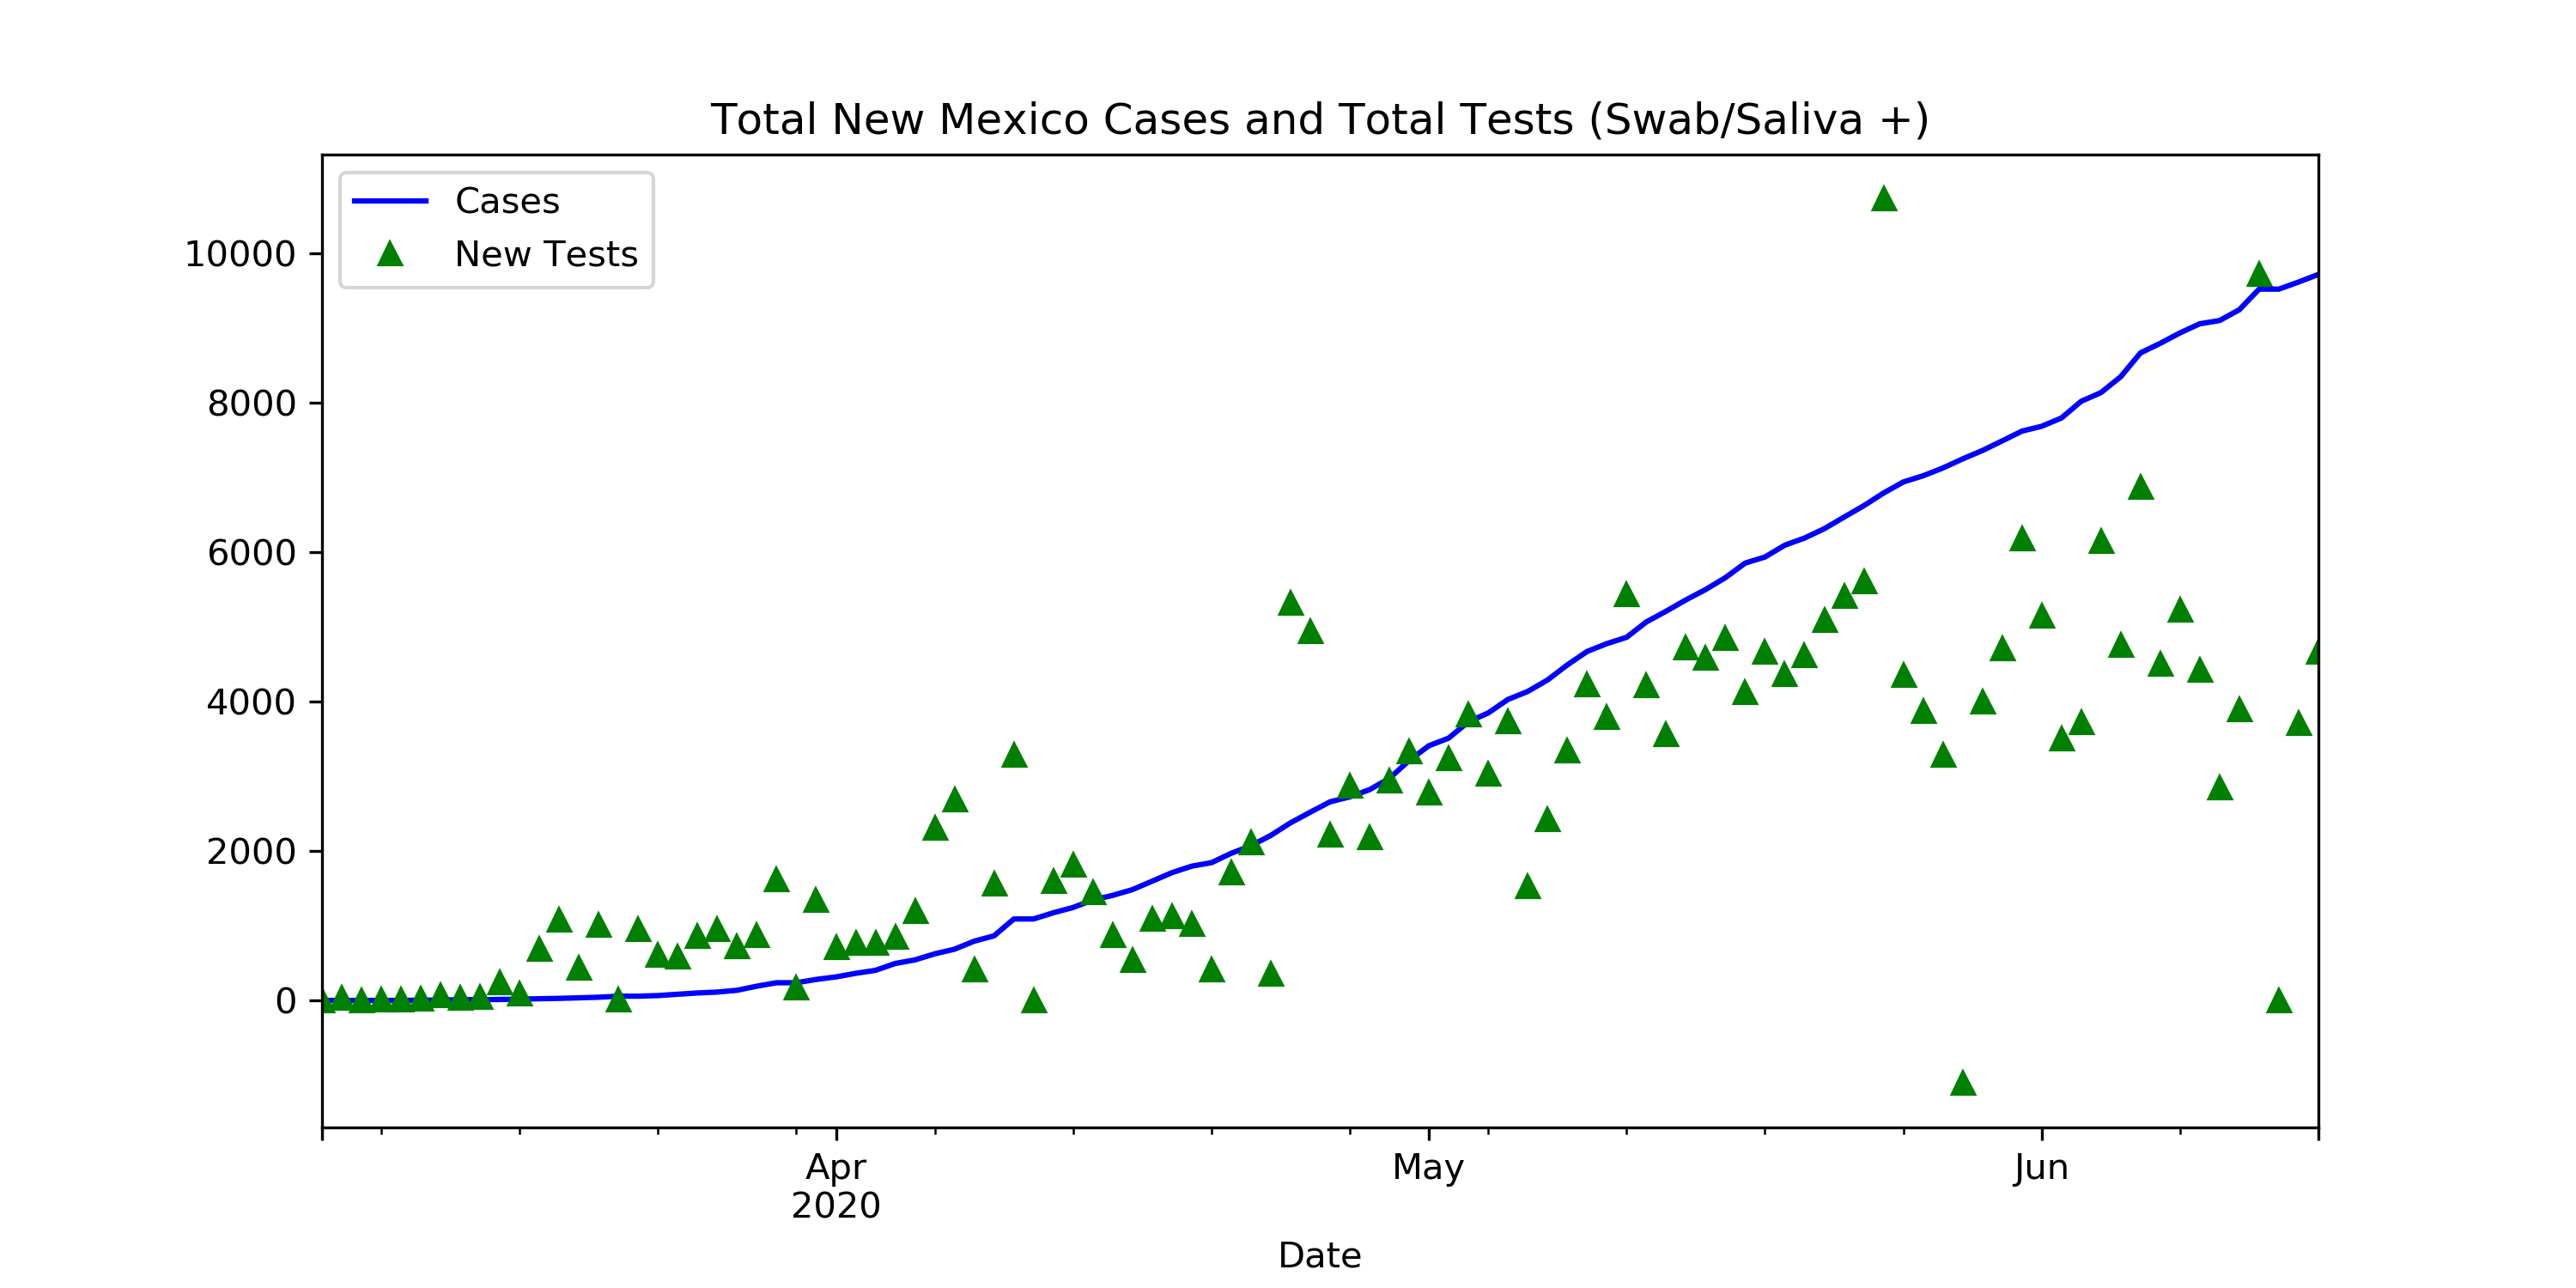 Total New Mexico Cases and Total Tests (Swab/Saliva +)
Cases
New Tests
10000
8000
6000
4000
2000
0
Apr
2020
May
Jun
Date